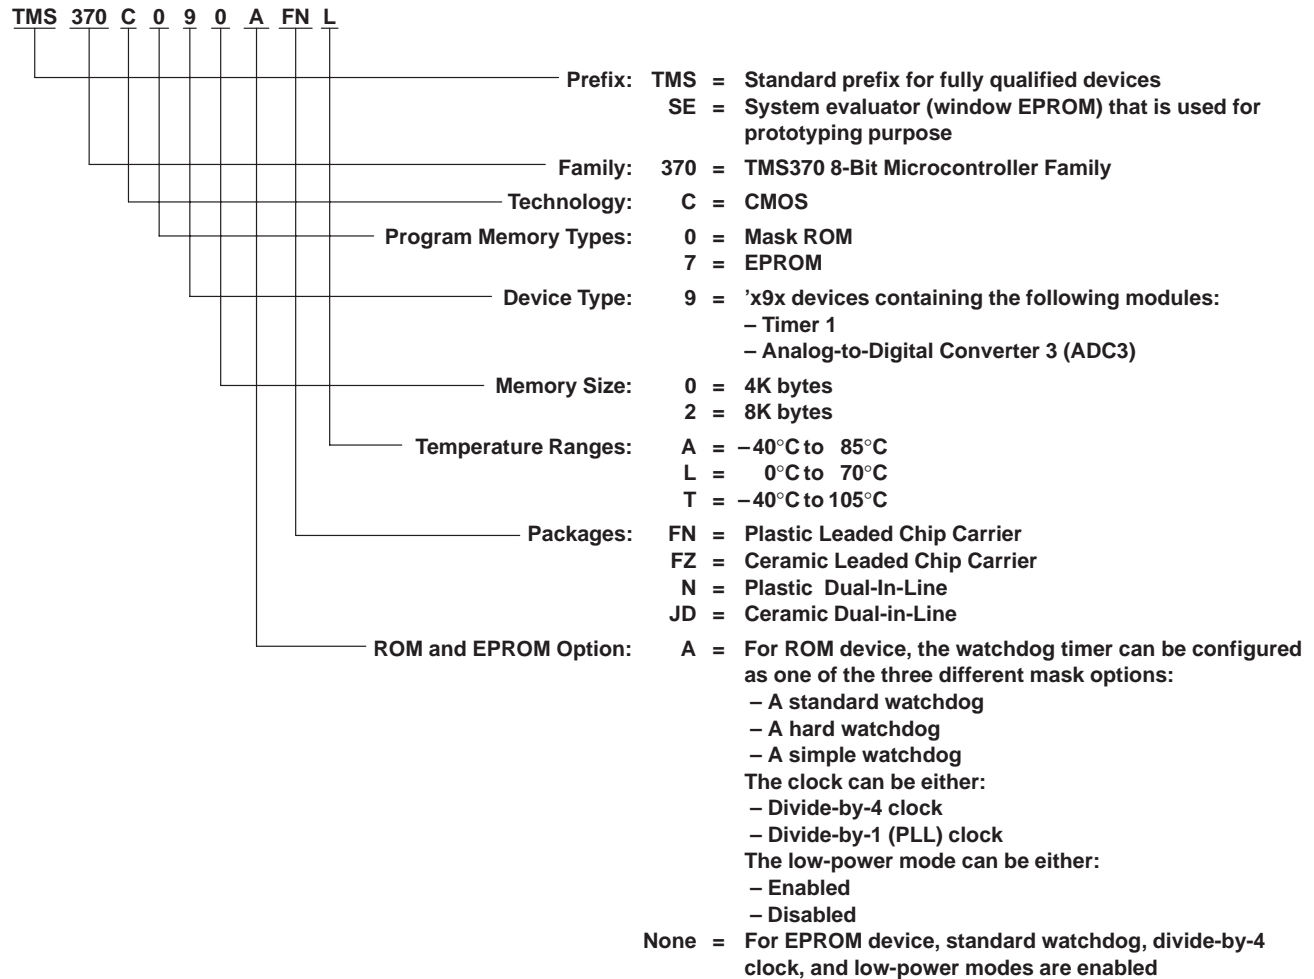 TMS 370 C 0 9 0 A FN L
Prefix: TMS = Standard prefix for fully qualified devices
SE = System evaluator (window EPROM) that is used for
prototyping purpose
Family: 370 = TMS370 8-Bit Microcontroller Family
Technology: C = CMOS
Program Memory Types: 0 = Mask ROM
7 = EPROM
Device Type: 9 = ’x9x devices containing the following modules:
– Timer 1
– Analog-to-Digital Converter 3 (ADC3)
Memory Size: 0 = 4K bytes
2 = 8K bytes
Temperature Ranges: A = –40°C to 85°C
L = 0°C to 70°C
T = –40°C to 105°C
Packages: FN = Plastic Leaded Chip Carrier
FZ = Ceramic Leaded Chip Carrier
N = Plastic Dual-In-Line
JD = Ceramic Dual-in-Line
ROM and EPROM Option: A = For ROM device, the watchdog timer can be configured
as one of the three different mask options:
– A standard watchdog
– A hard watchdog
– A simple watchdog
The clock can be either:
– Divide-by-4 clock
– Divide-by-1 (PLL) clock
The low-power mode can be either:
– Enabled
– Disabled
None = For EPROM device, standard watchdog, divide-by-4
clock, and low-power modes are enabled